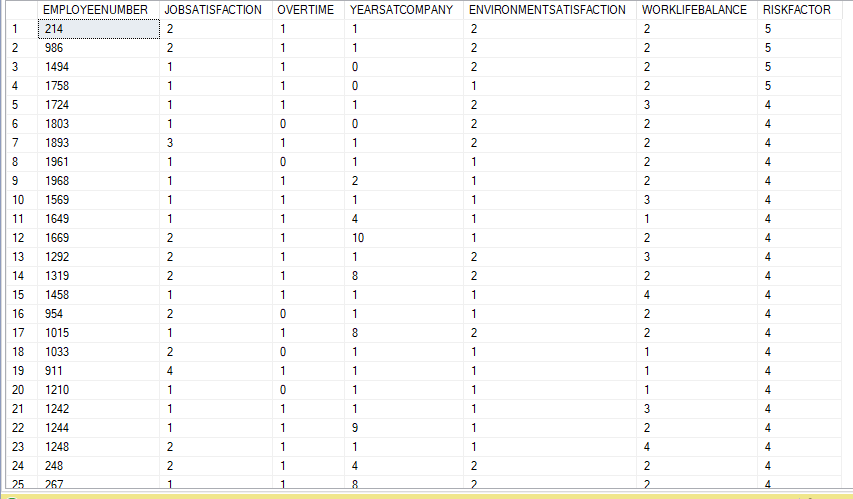 EMPLOYEENUMBER JOBSATISFACTION OVERTIME YEARSATCOMPANY ENVIRONMENTSATISFACTION WORKLIFEBALANCE RISKFACTOR
1 214 2 1 1 2 2 5
2 986 2 1 1 2 2 5
3 1494 1 1 0 2 2 5
4 1758 1 1 0 1 2 5
5 1724 1 1 1 2 3 4
6 1803 1 0 0 2 2 4
7 1893 3 1 1 2 2 4
8 1961 1 0 1 1 2 4
9 1968 1 1 2 1 2 4
10 1569 1 1 1 1 3 4
11 1649 1 1 4 1 1 4
12 1669 2 1 10 1 2 4
13 1292 2 1 1 2 3 4
14 1319 2 1 8 2 2 4
15 1458 1 1 1 1 4 4
16 954 2 0 1 1 2 4
17 1015 1 1 8 2 2 4
18 1033 2 0 1 1 1 4
19 911 4 1 1 1 1 4
20 1210 1 0 1 1 1 4
21 1242 1 1 1 1 3 4
22 1244 1 1 9 1 2 4
23 1248 2 1 1 1 4 4
24 248 2 1 4 2 2 4
25 267 1 1 8 2 2 4